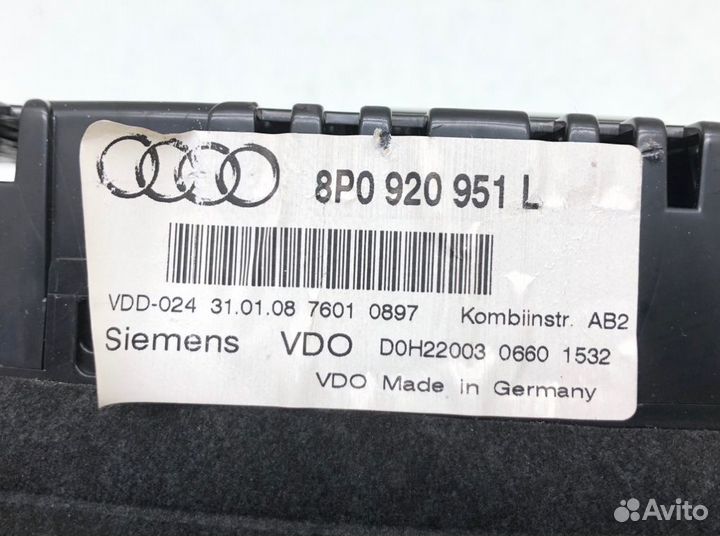 8P0 920 951 L
VDD-024 31.01.08 7601 0897 Kombiinstr. AB2
Siemens VDO D0H22003 0660 1532
VDO Made in Germany
Avito